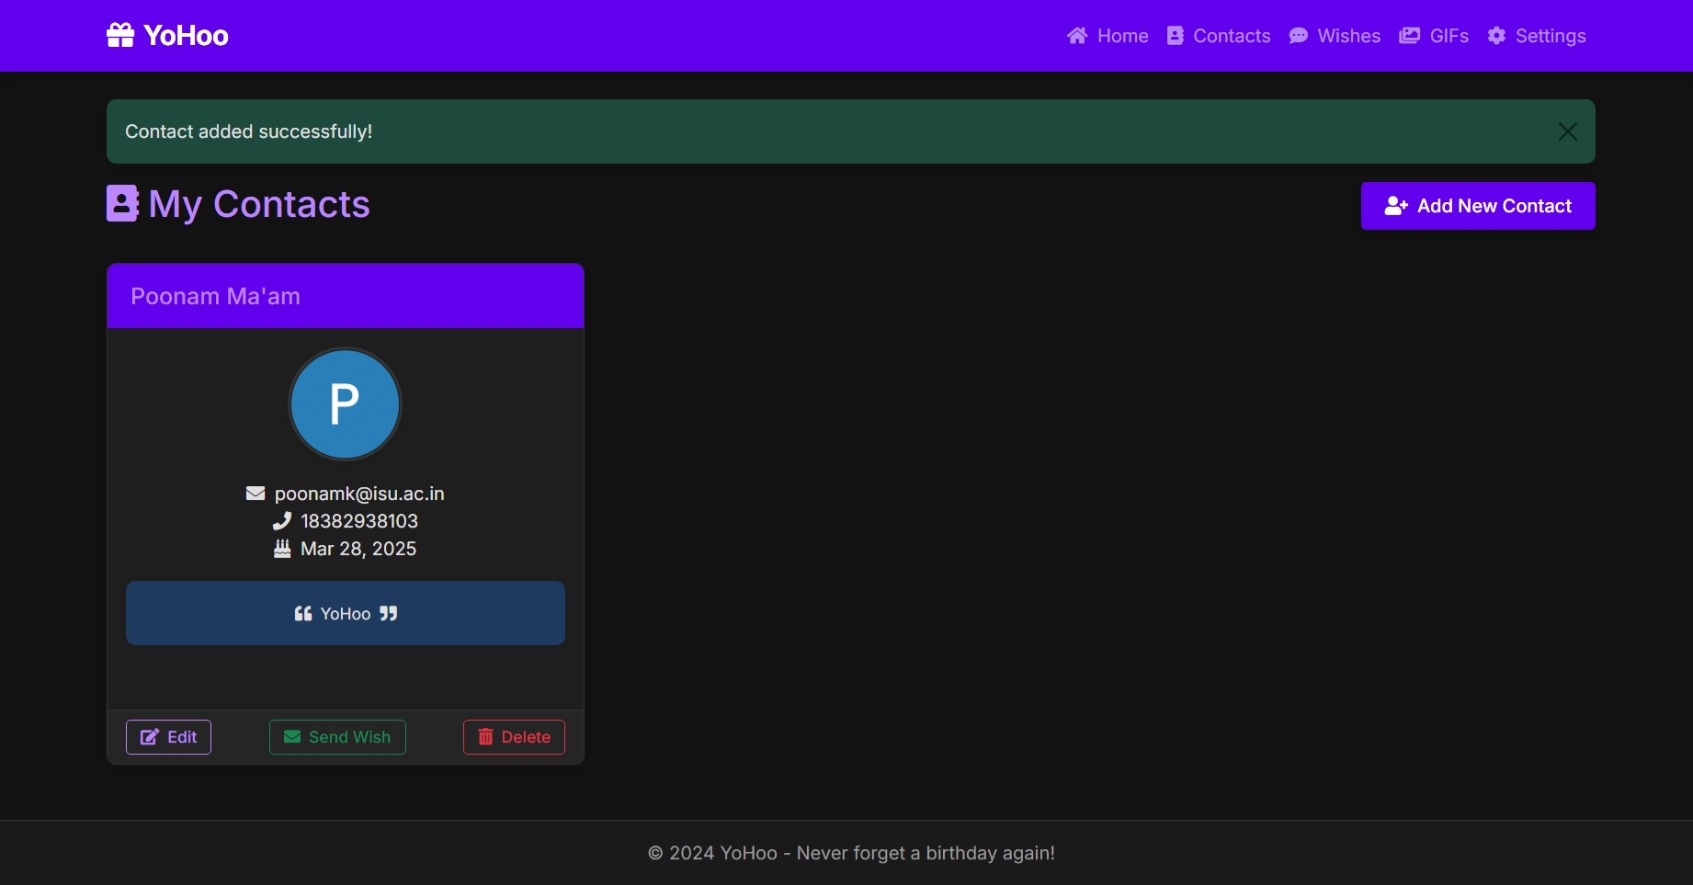 YoHoo
Home Contacts Wishes GIFs Settings
Contact added successfully!
My Contacts
Add New Contact
Poonam Ma'am
P
poonamk@isu.ac.in
18382938103
Mar 28, 2025
❝ YoHoo ❞
Edit Send Wish Delete
© 2024 YoHoo - Never forget a birthday again!